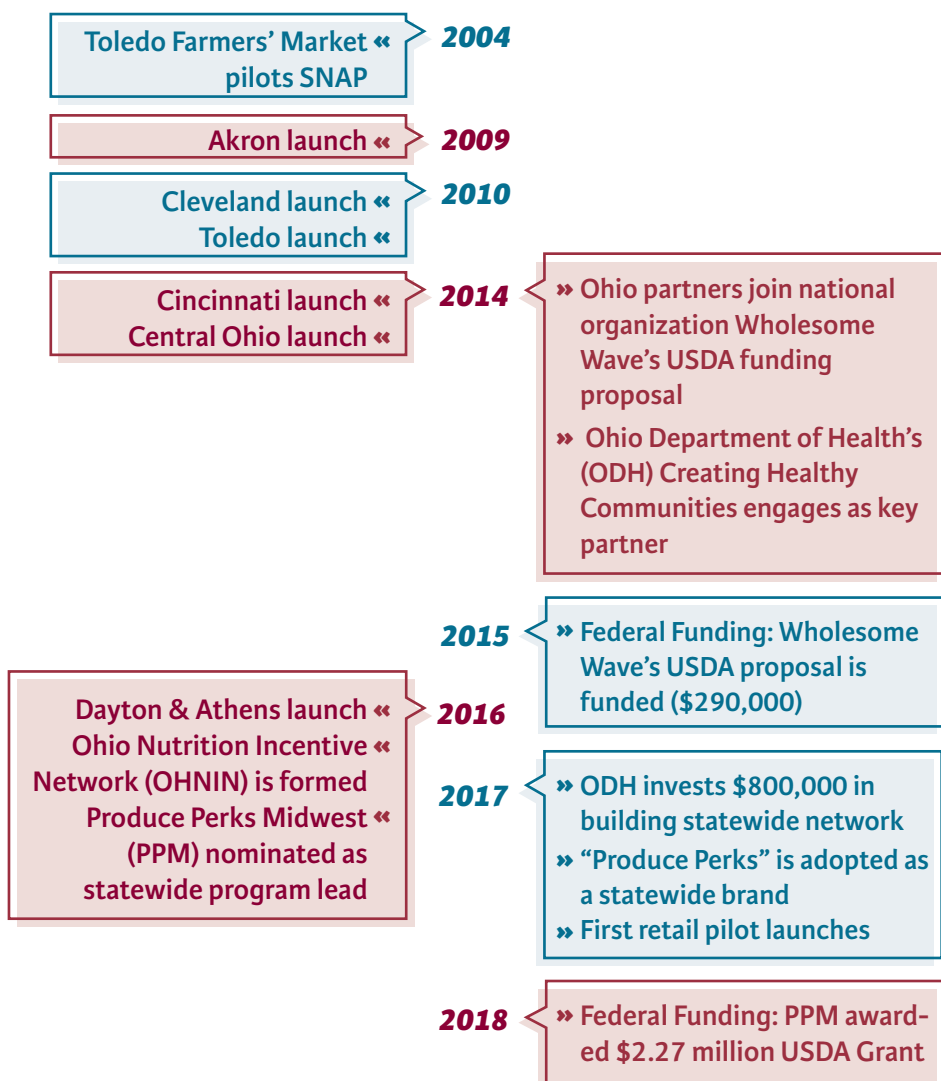 Toledo Farmers’ Market «
pilots SNAP
2004
Akron launch «
2009
Cleveland launch «
Toledo launch «
2010
Cincinnati launch «
Central Ohio launch «
2014
» Ohio partners join national
organization Wholesome
Wave’s USDA funding
proposal
» Ohio Department of Health’s
(ODH) Creating Healthy
Communities engages as key
partner
2015
» Federal Funding: Wholesome
Wave’s USDA proposal is
funded ($290,000)
Dayton & Athens launch «
Ohio Nutrition Incentive «
Network (OHNIN) is formed
Produce Perks Midwest «
(PPM) nominated as
statewide program lead
2016
2017
» ODH invests $800,000 in
building statewide network
» “Produce Perks” is adopted as
a statewide brand
» First retail pilot launches
2018
» Federal Funding: PPM award-
ed $2.27 million USDA Grant